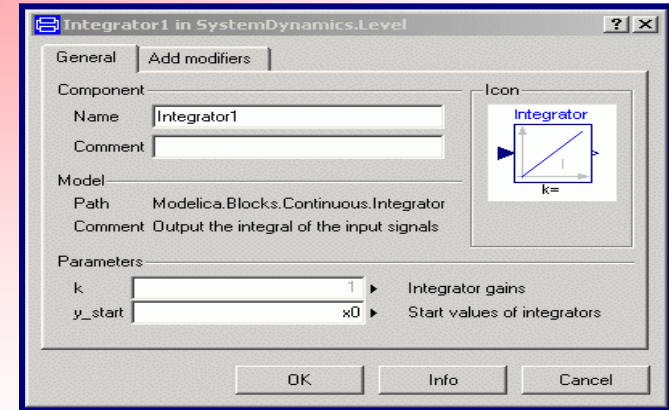 Integrator1 in SystemDynamics.Level
General
Add modifiers
Component
Name Integrator1
Comment
Icon
Integrator
I
k=
Model
Path Modelica.Blocks.Continuous.Integrator
Comment Output the integral of the input signals
Parameters
k 1 Integrator gains
y_start x0 Start values of integrators
OK Info Cancel